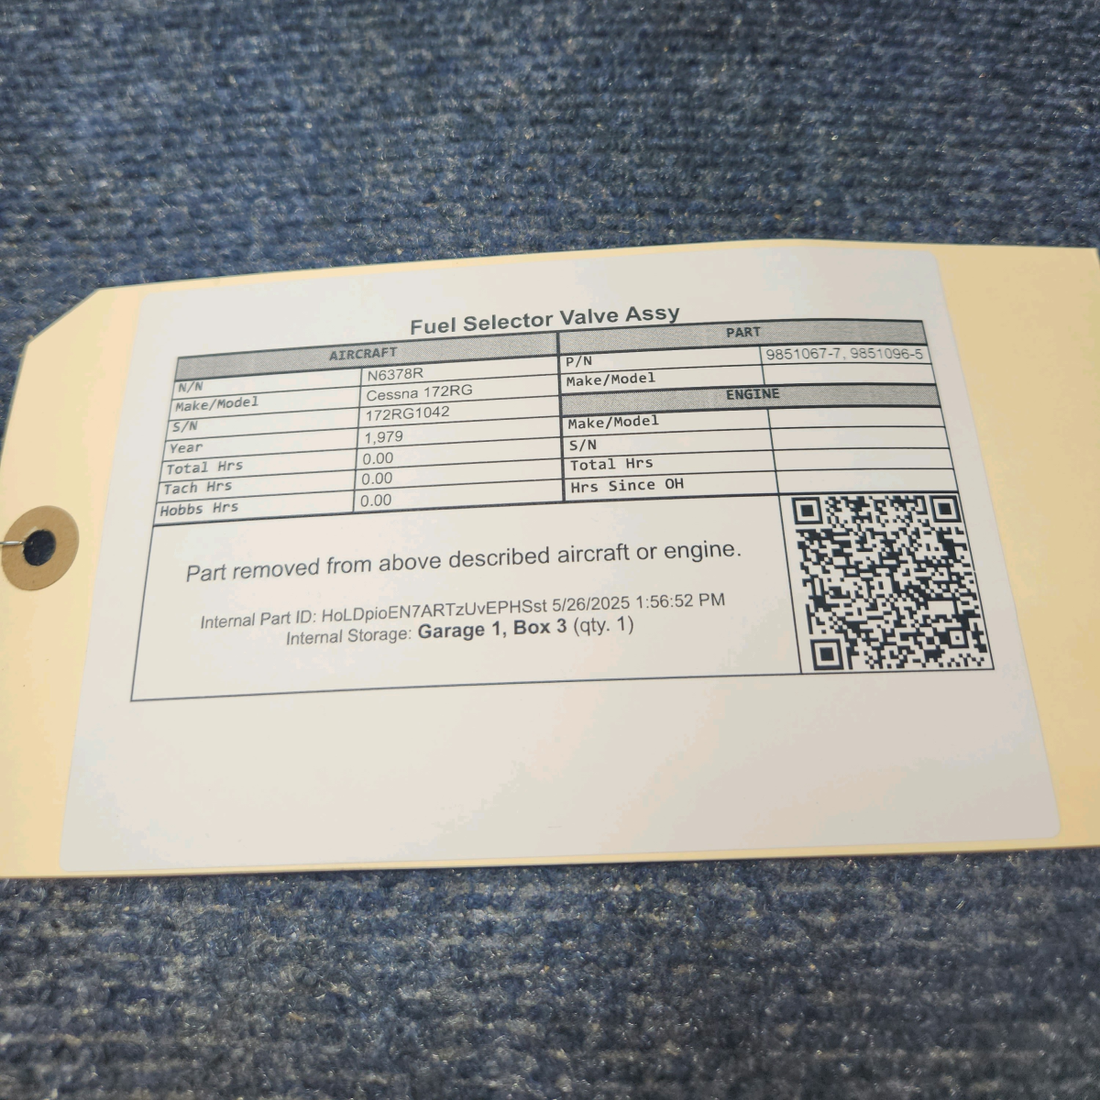 Fuel Selector Valve Assy
AIRCRAFT
N/N N6378R
Make/Model Cessna 172RG
S/N 172RG1042
Year 1,979
Total Hrs 0.00
Tach Hrs 0.00
Hobbs Hrs 0.00
PART
P/N 9851067-7, 9851096-5
Make/Model
ENGINE
Make/Model
S/N
Total Hrs
Hrs Since OH
Part removed from above described aircraft or engine.
Internal Part ID: HoLDpioEN7ARTzUvEPHSst 5/26/2025 1:56:52 PM
Internal Storage: Garage 1, Box 3 (qty. 1)